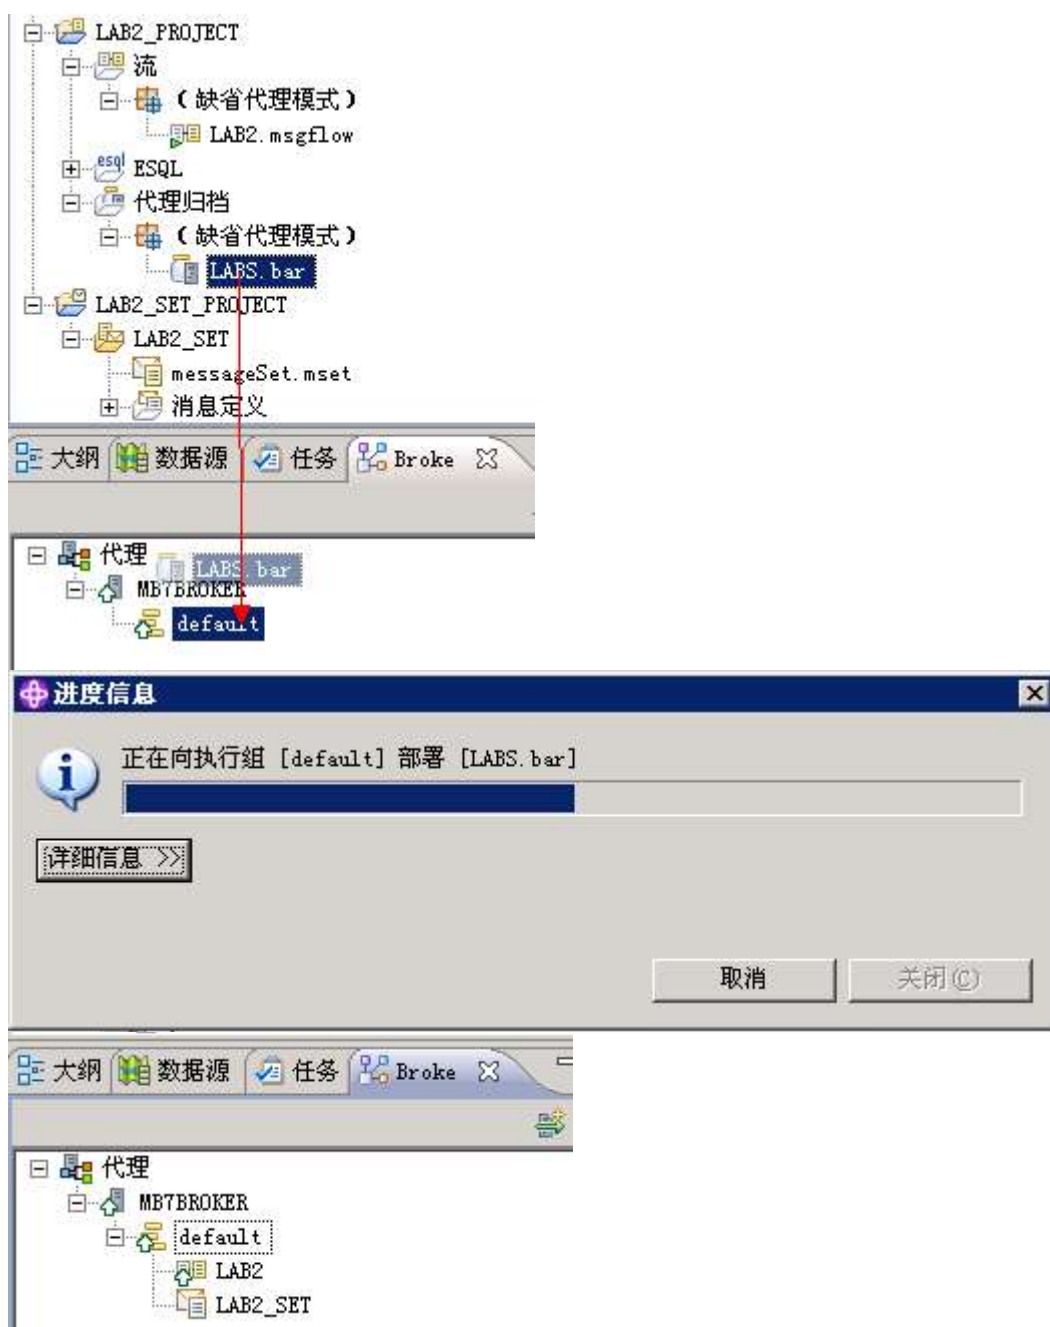 LAB2_PROJECT
流
（缺省代理模式）
LAB2.msgflow
esql ESQL
代理归档
（缺省代理模式）
LABS.bar
LAB2_SET_PROJECT
LAB2_SET
messageSet.mset
消息定义
大纲 数据源 任务 Broke
代理
LABS.bar
MB7BROKER
default
进度信息
正在向执行组 [default] 部署 [LABS.bar]
详细信息 >>
取消 关闭(C)
大纲 数据源 任务 Broke
代理
MB7BROKER
default
LAB2
LAB2_SET